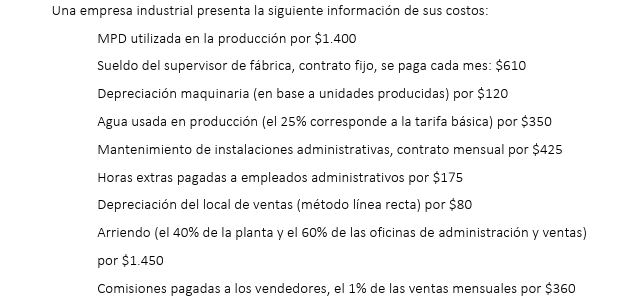 Una empresa industrial presenta la siguiente información de sus costos:
MPD utilizada en la producción por $1.400
Sueldo del supervisor de fábrica, contrato fijo, se paga cada mes: $610
Depreciación maquinaria (en base a unidades producidas) por $120
Agua usada en producción (el 25% corresponde a la tarifa básica) por $350
Mantenimiento de instalaciones administrativas, contrato mensual por $425
Horas extras pagadas a empleados administrativos por $175
Depreciación del local de ventas (método línea recta) por $80
Arriendo (el 40% de la planta y el 60% de las oficinas de administración y ventas)
por $1.450
Comisiones pagadas a los vendedores, el 1% de las ventas mensuales por $360